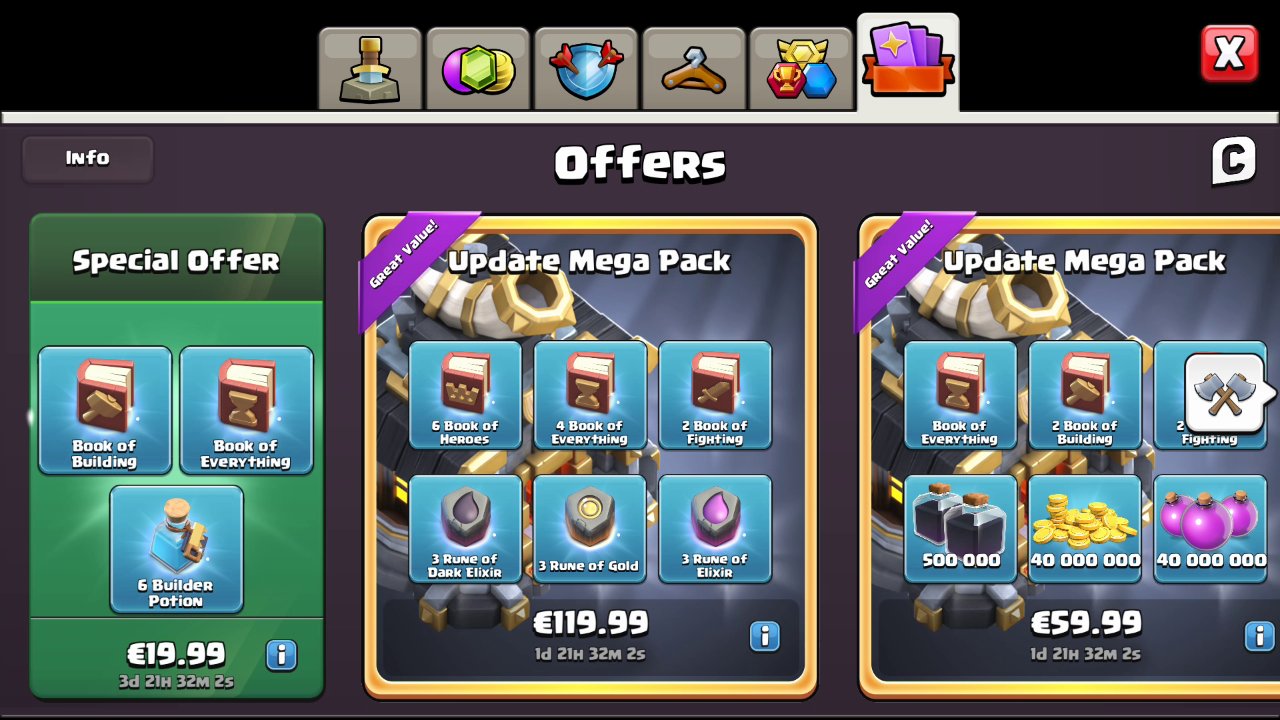 X
Info
Offers
C
Special Offer
Book of
Building
Book of
Everything
6 Builder
Potion
€19.99
3d 21h 32m 2s
i
Great Value!
Update Mega Pack
6 Book of
Heroes
4 Book of
Everything
2 Book of
Fighting
3 Rune of
Dark Elixir
3 Rune of Gold
3 Rune of
Elixir
€119.99
1d 21h 32m 2s
i
Great Value!
Update Mega Pack
Book of
Everything
2 Book of
Building
2
Fighting
500 000
40 000 000
40 000 000
€59.99
1d 21h 32m 2s
i